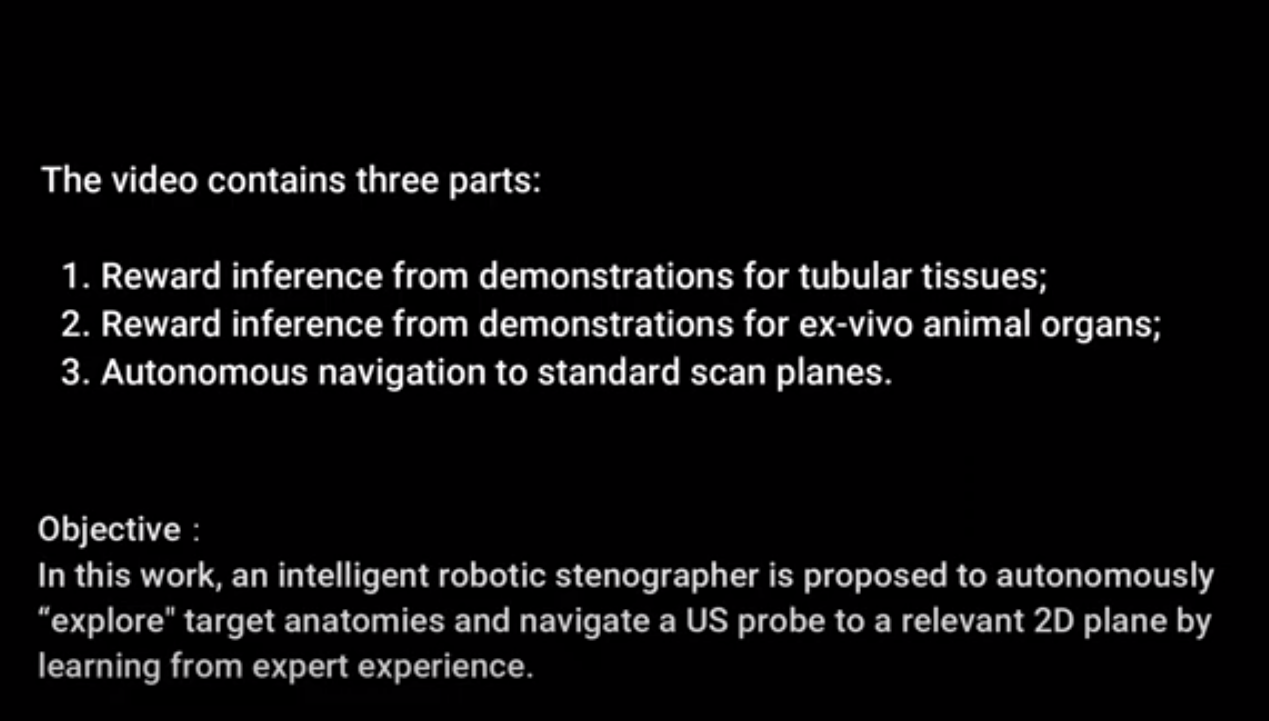 The video contains three parts:
1. Reward inference from demonstrations for tubular tissues;
2. Reward inference from demonstrations for ex-vivo animal organs;
3. Autonomous navigation to standard scan planes.
Objective :
In this work, an intelligent robotic stenographer is proposed to autonomously
“explore" target anatomies and navigate a US probe to a relevant 2D plane by
learning from expert experience.